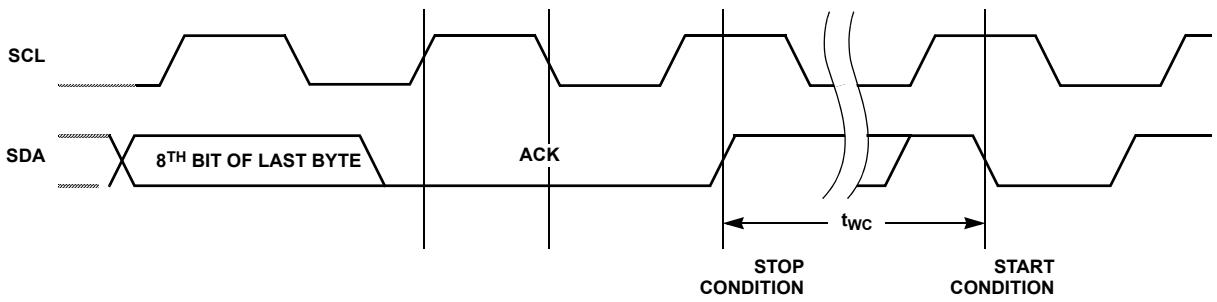 SCL
SDA
8TH BIT OF LAST BYTE
ACK
tWC
STOP
CONDITION
START
CONDITION